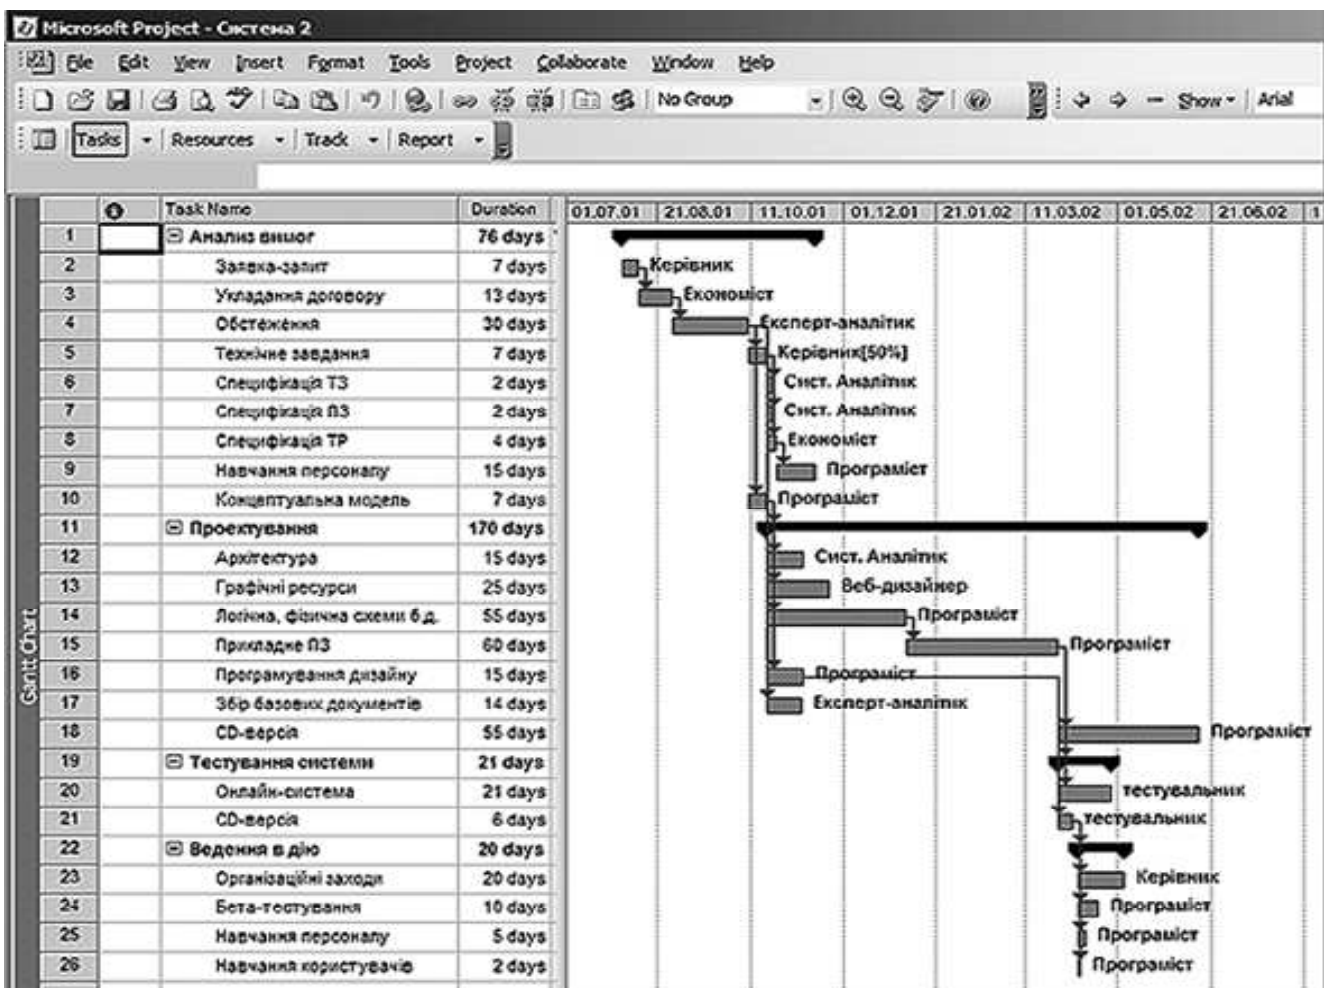 Microsoft Project - Система 2
File Edit View Insert Format Tools Project Collaborate Window Help
No Group Show Arial
Tasks Resources Track Report
Task Name Duration 01.07.01 21.08.01 11.10.01 01.12.01 21.01.02 11.03.02 01.05.02 21.06.02 1
1 Анализ вимог 76 days
2 Заявка-запит 7 days Керівник
3 Укладання договору 13 days Економіст
4 Обстеження 30 days Експерт-аналітик
5 Технічне завдання 7 days Керівник[50%]
6 Специфікація ТЗ 2 days Сист. Аналітик
7 Специфікація ПЗ 2 days Сист. Аналітик
8 Специфікація ТР 4 days Економіст
9 Навчання персоналу 15 days Програміст
10 Концептуальна модель 7 days Програміст
11 Проектування 170 days
12 Архітектура 15 days Сист. Аналітик
13 Графічні ресурси 25 days Веб-дизайнер
14 Логічна, фізична схеми б.д. 55 days Програміст
15 Прикладне ПЗ 60 days Програміст
16 Програмування дизайну 15 days Програміст
17 Збір базових документів 14 days Експерт-аналітик
18 CD-версія 55 days Програміст
19 Тестування системи 21 days
20 Онлайн-система 21 days тестувальник
21 CD-версія 6 days тестувальник
22 Ведення в дію 20 days
23 Організаційні заходи 20 days Керівник
24 Бета-тестування 10 days Програміст
25 Навчання персоналу 5 days Програміст
26 Навчання користувачів 2 days Програміст
Gantt Chart